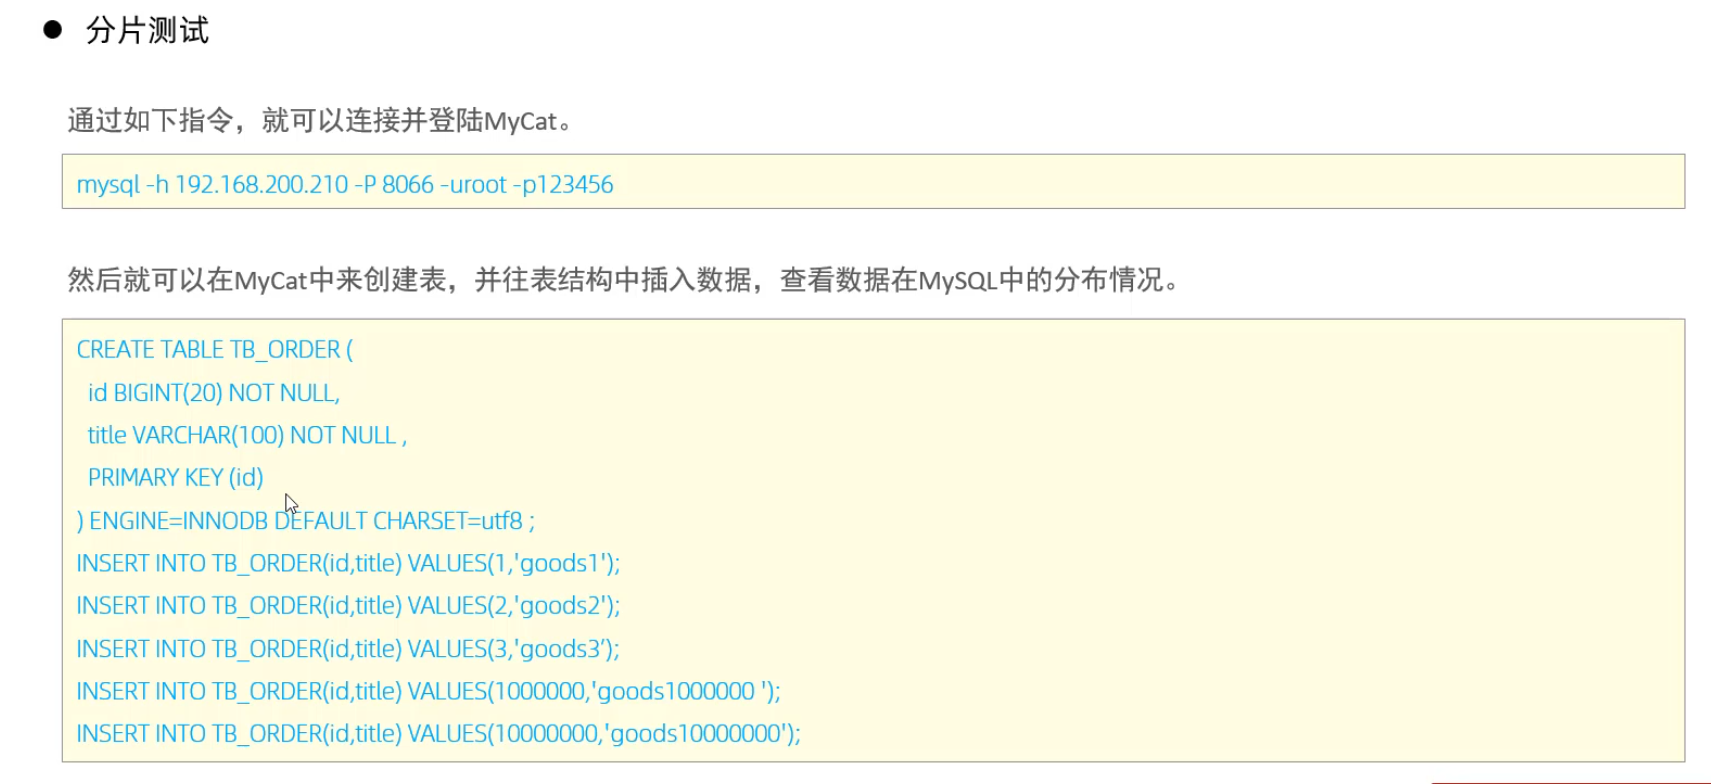 ● 分片测试
通过如下指令，就可以连接并登陆MyCat。
mysql -h 192.168.200.210 -P 8066 -uroot -p123456
然后就可以在MyCat中来创建表，并往表结构中插入数据，查看数据在MySQL中的分布情况。
CREATE TABLE TB_ORDER (
id BIGINT(20) NOT NULL,
title VARCHAR(100) NOT NULL ,
PRIMARY KEY (id)
) ENGINE=INNODB DEFAULT CHARSET=utf8 ;
INSERT INTO TB_ORDER(id,title) VALUES(1,'goods1');
INSERT INTO TB_ORDER(id,title) VALUES(2,'goods2');
INSERT INTO TB_ORDER(id,title) VALUES(3,'goods3’);
INSERT INTO TB_ORDER(id,title) VALUES(1000000,'goods1000000 ');
INSERT INTO TB_ORDER(id,title) VALUES(10000000,'goods10000000');